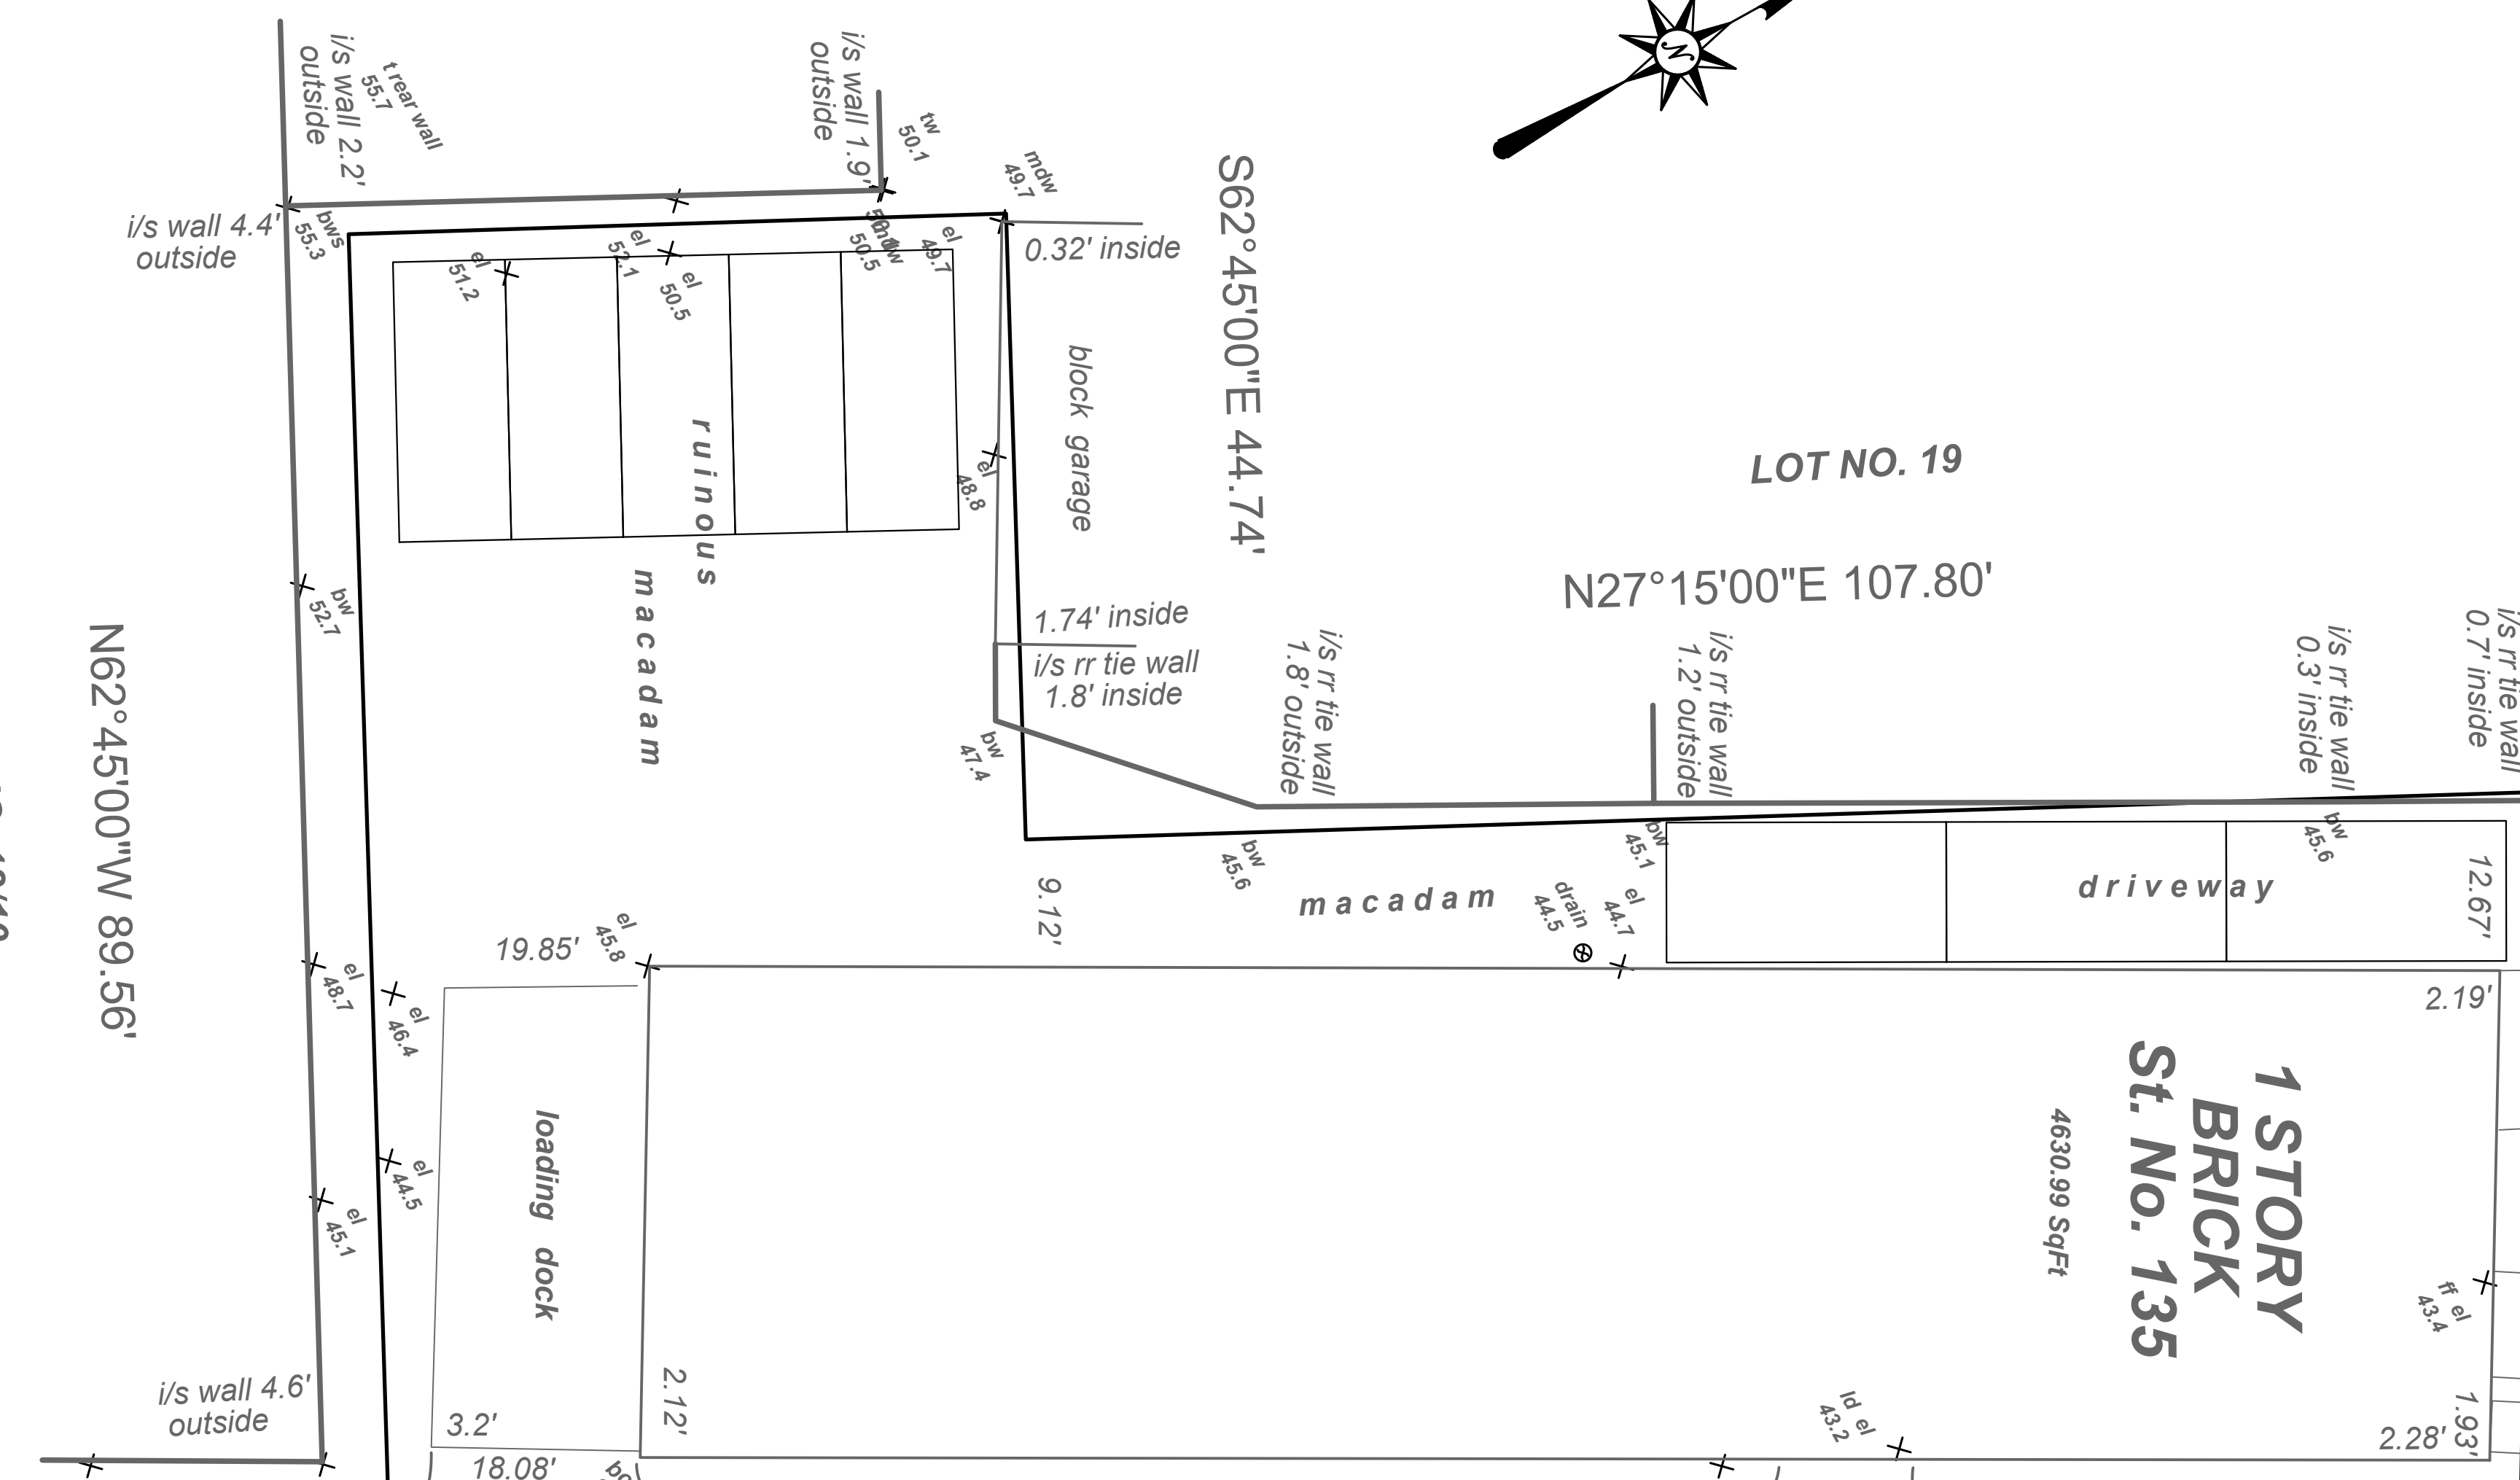 i/s wall 2.2'
outside
t rear wall
55.7
i/s wall 1.9'
outside
tw
50.1
mdw
49.7
N
i/s wall 4.4'
outside
bws
55.3
el
51.2
el
52.1
el
50.5
50.5
el
49.7
0.32' inside
S62°45'00"E 44.74'
block garage
ruinous
macadam
el
48.8
LOT NO. 19
N27°15'00"E 107.80'
bw
52.7
1.74' inside
i/s rr tie wall
1.8' inside
i/s rr tie wall
1.8' outside
i/s rr tie wall
1.2' outside
i/s rr tie wall
0.3' inside
i/s rr tie wall
0.7' inside
N62°45'00"W 89.56'
bw
47.4
bw
45.6
bw
45.1
bw
45.6
9.12'
macadam
drain
44.5
el
44.7
driveway
12.67'
19.85'
el
45.8
el
48.7
el
46.4
el
44.5
el
45.1
loading dock
2.19'
1 STORY
BRICK
St. No. 135
4630.99 SqFt
rf el
43.4
i/s wall 4.6'
outside
3.2'
18.08'
2.12'
ld el
43.2
2.28'
1.93'